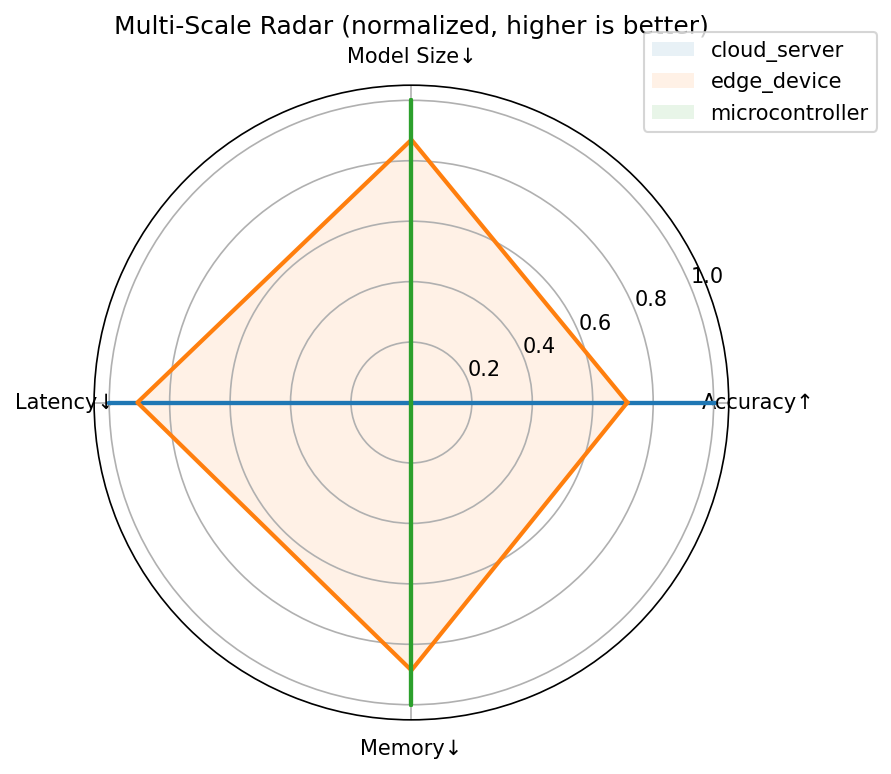 Multi-Scale Radar (normalized, higher is better)
Model Size↓
cloud_server
edge_device
microcontroller
1.0
0.8
0.6
0.4
0.2
Latency↓
Accuracy↑
Memory↓